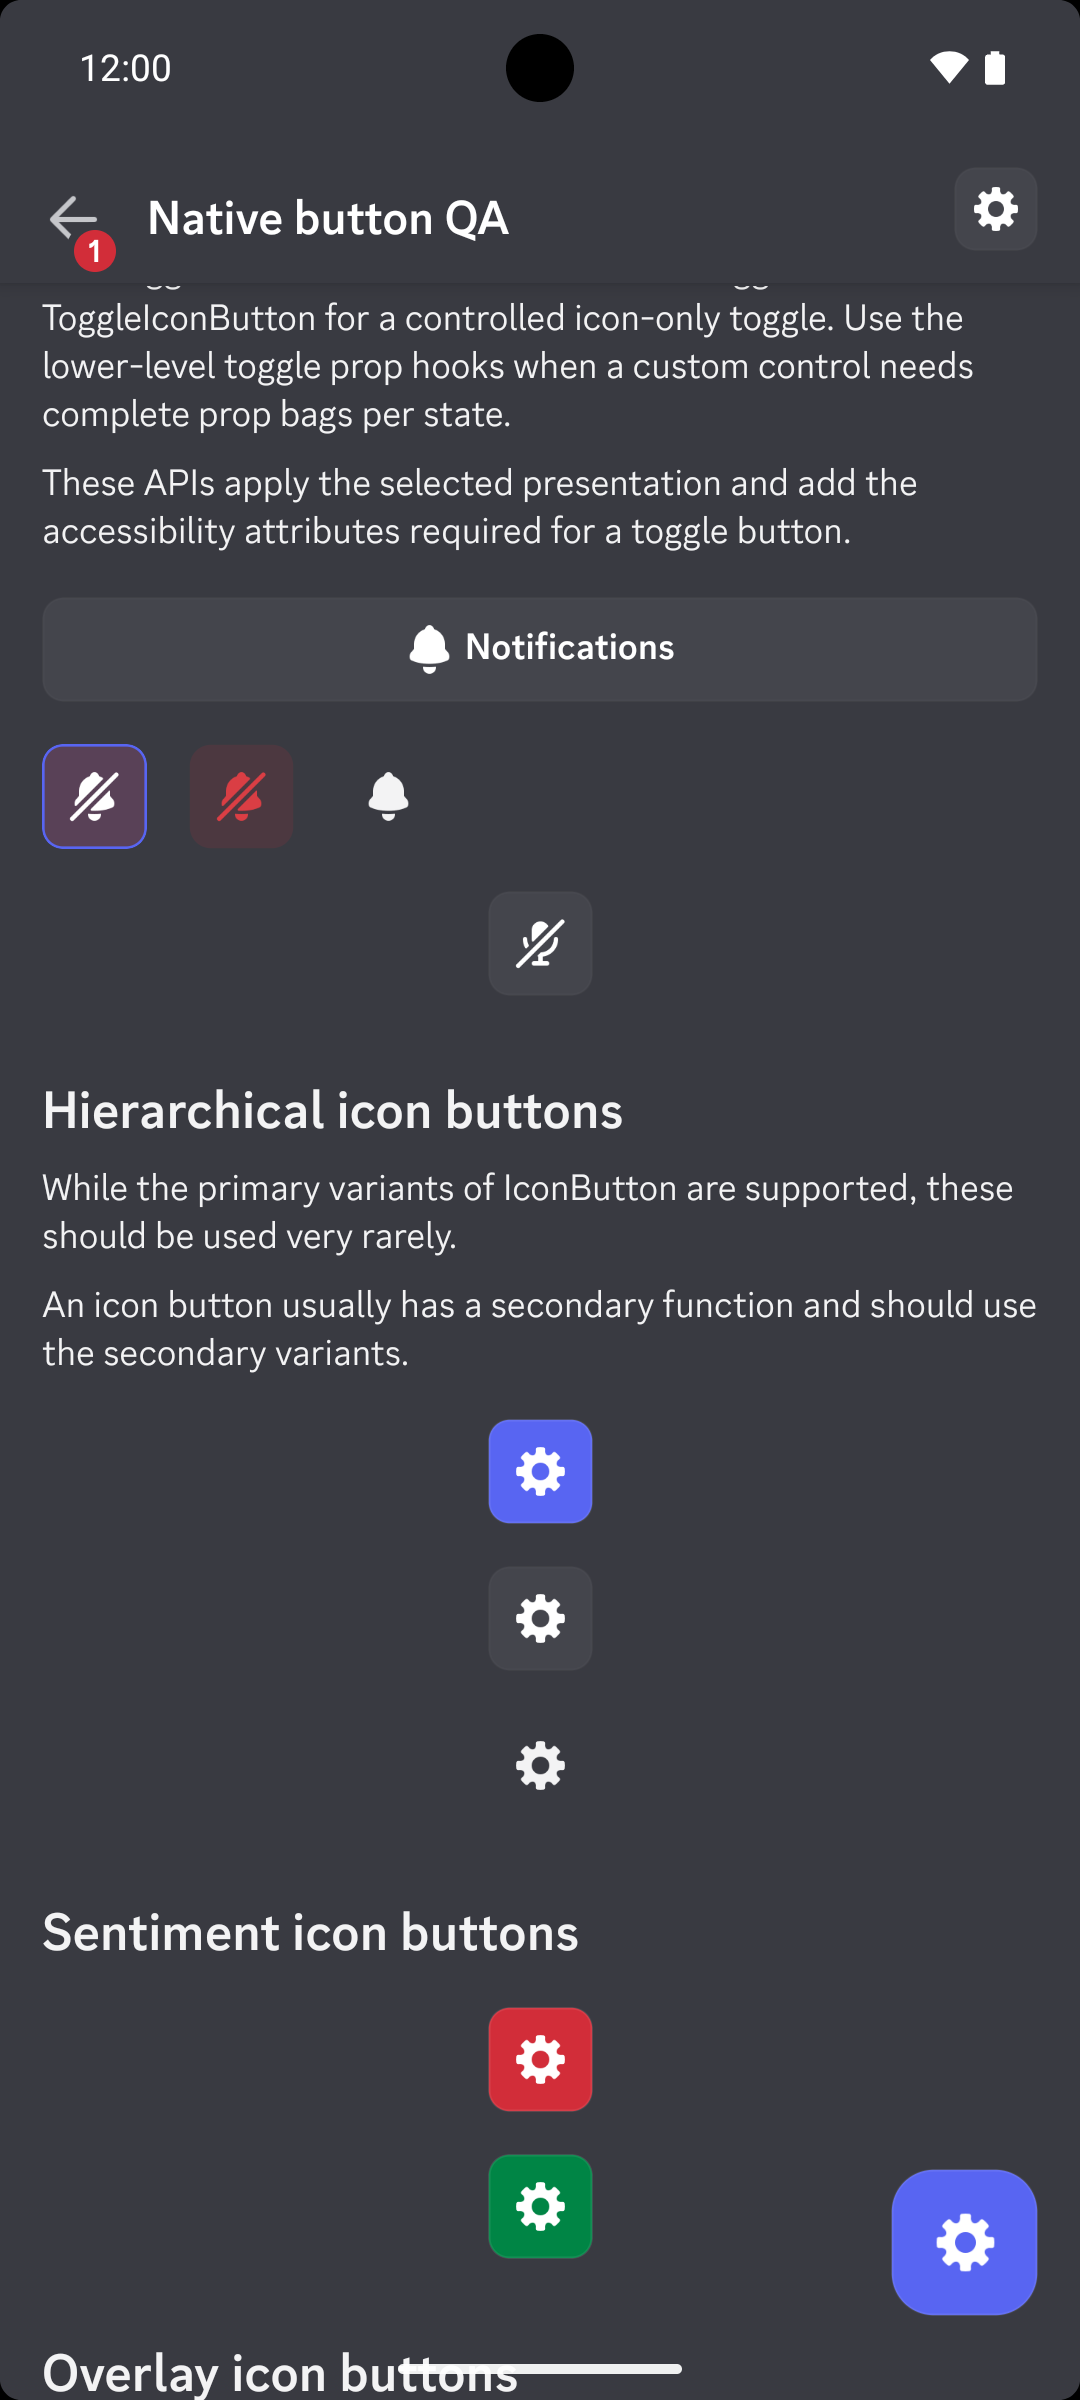 12:00
1
Native button QA
ToggleIconButton for a controlled icon-only toggle. Use the
lower-level toggle prop hooks when a custom control needs
complete prop bags per state.
These APIs apply the selected presentation and add the
accessibility attributes required for a toggle button.
Notifications
Hierarchical icon buttons
While the primary variants of IconButton are supported, these
should be used very rarely.
An icon button usually has a secondary function and should use
the secondary variants.
Sentiment icon buttons
Overlay icon buttons